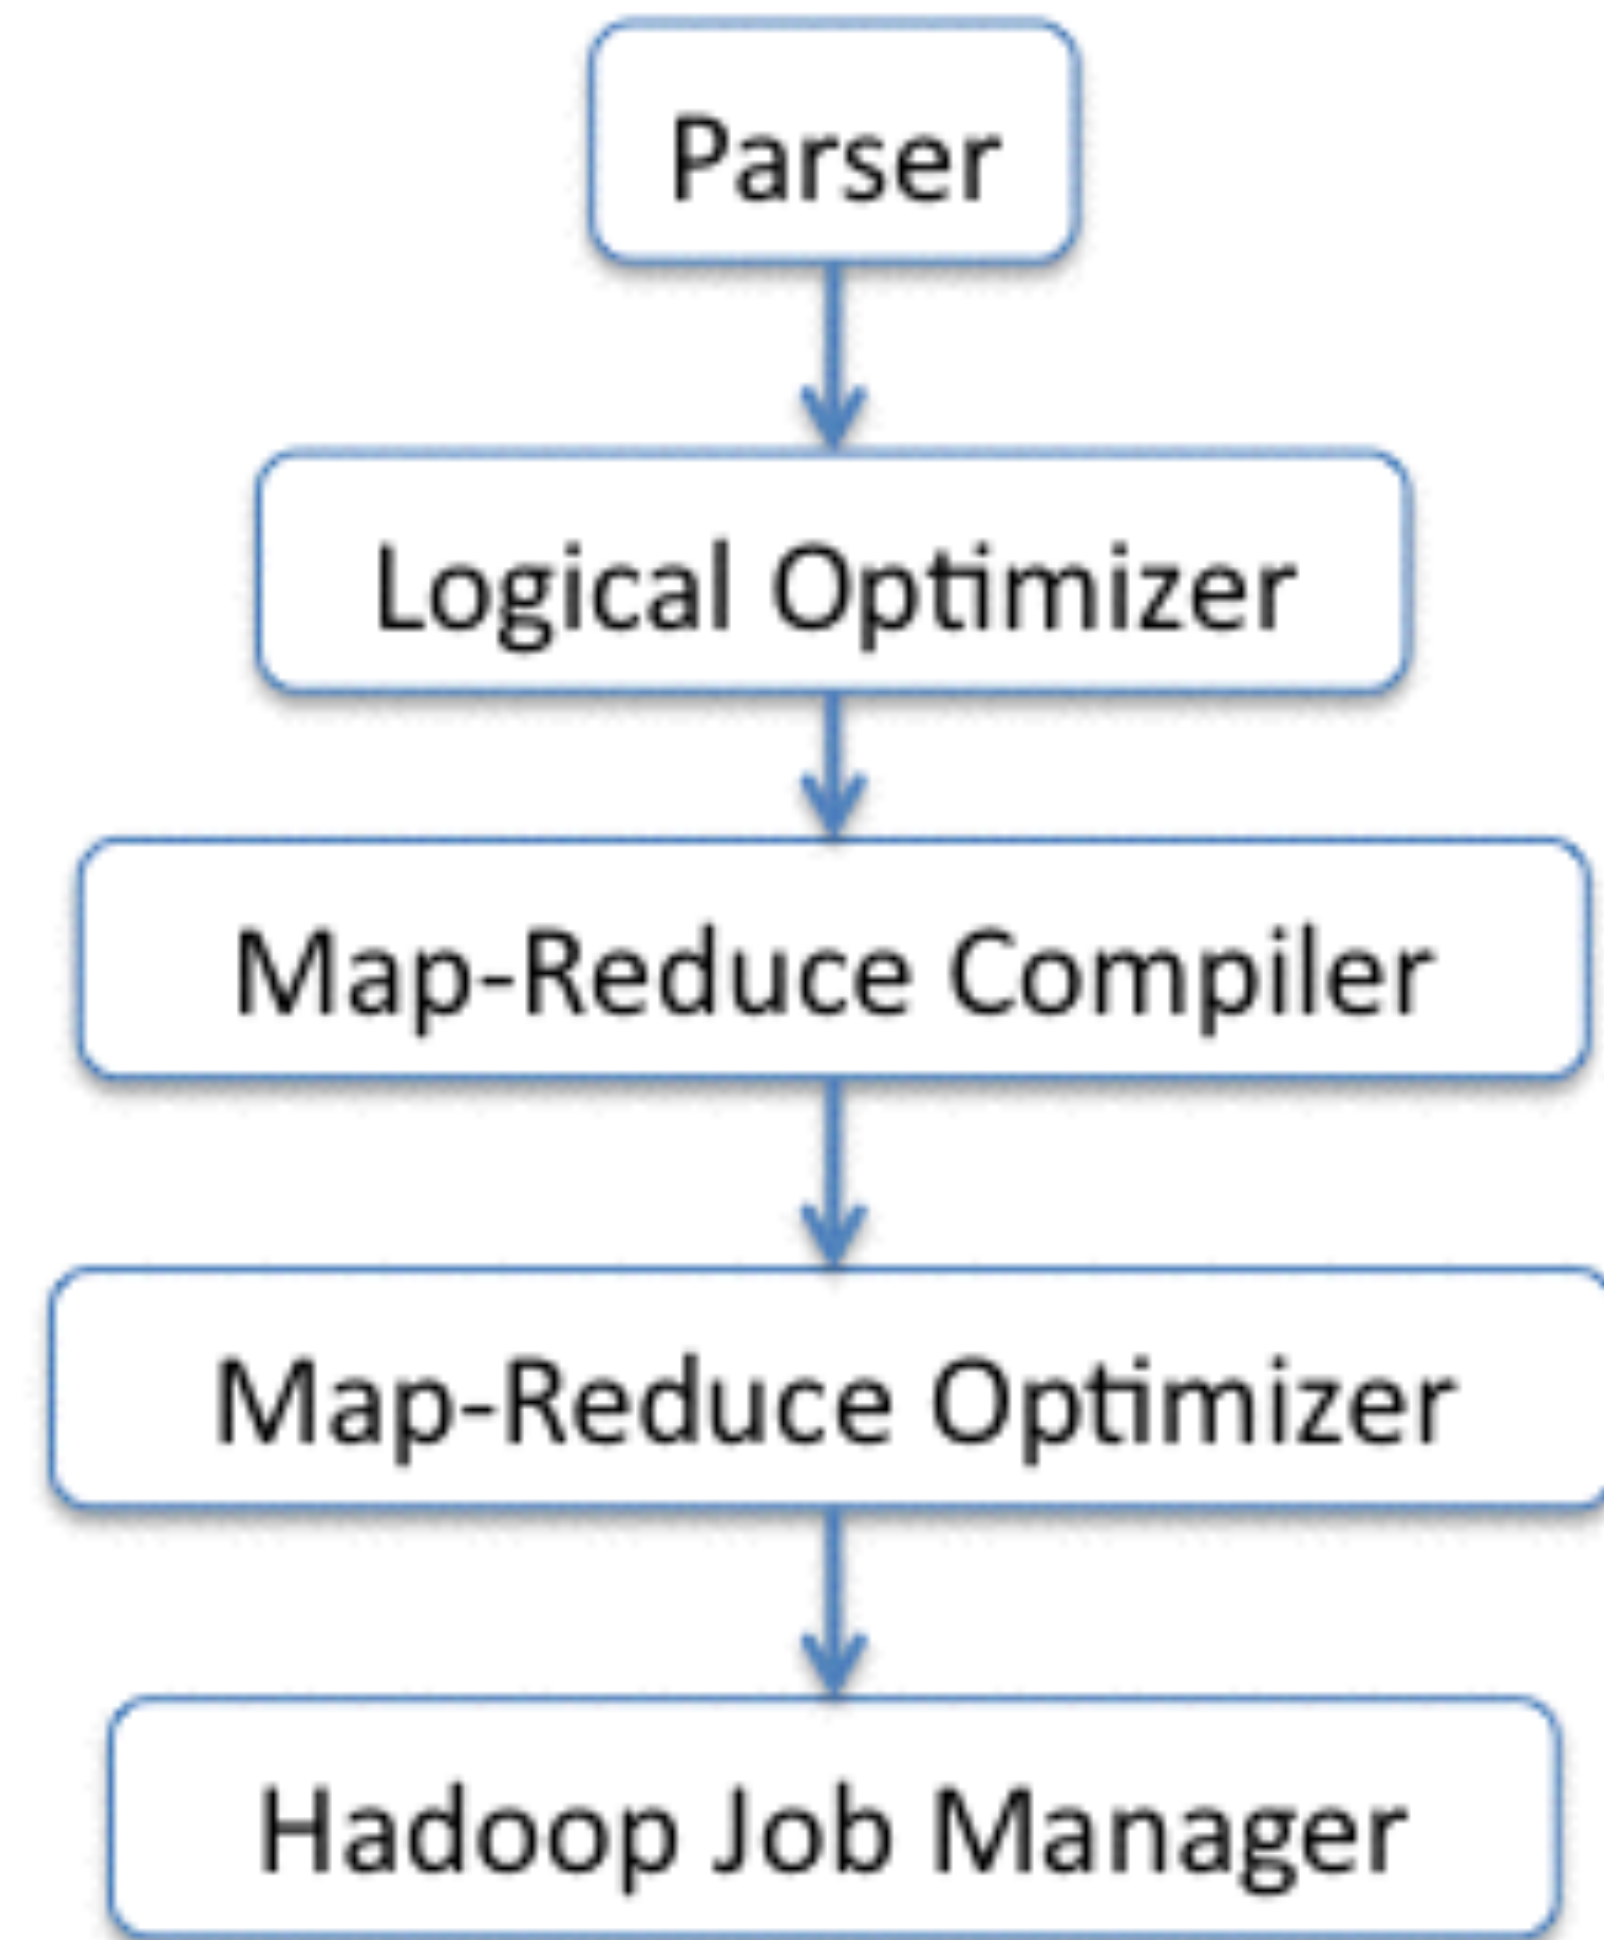 Parser
Logical Optimizer
Map-Reduce Compiler
Map-Reduce Optimizer
Hadoop Job Manager